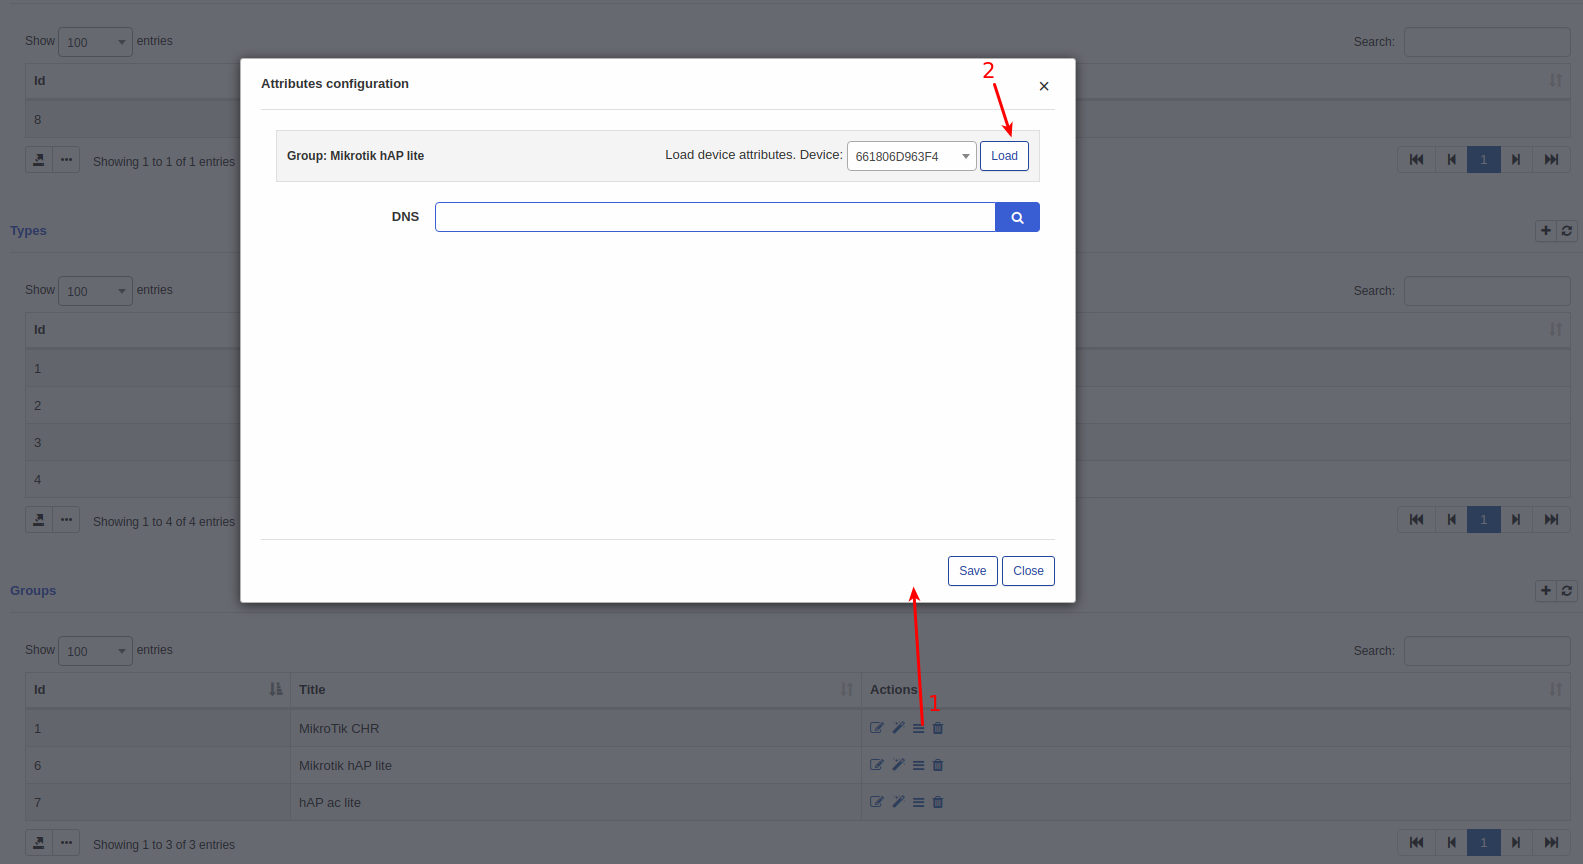 Show 100 entries Search:
Id
8
Showing 1 to 1 of 1 entries 1
Attributes configuration ×
2
Group: Mikrotik hAP lite Load device attributes. Device: 661806D963F4 Load
DNS
Save Close
Types
Show 100 entries Search:
Id
1
2
3
4
Showing 1 to 4 of 4 entries 1
Groups
Show 100 entries Search:
Id Title Actions
1
1 MikroTik CHR
6 Mikrotik hAP lite
7 hAP ac lite
Showing 1 to 3 of 3 entries 1